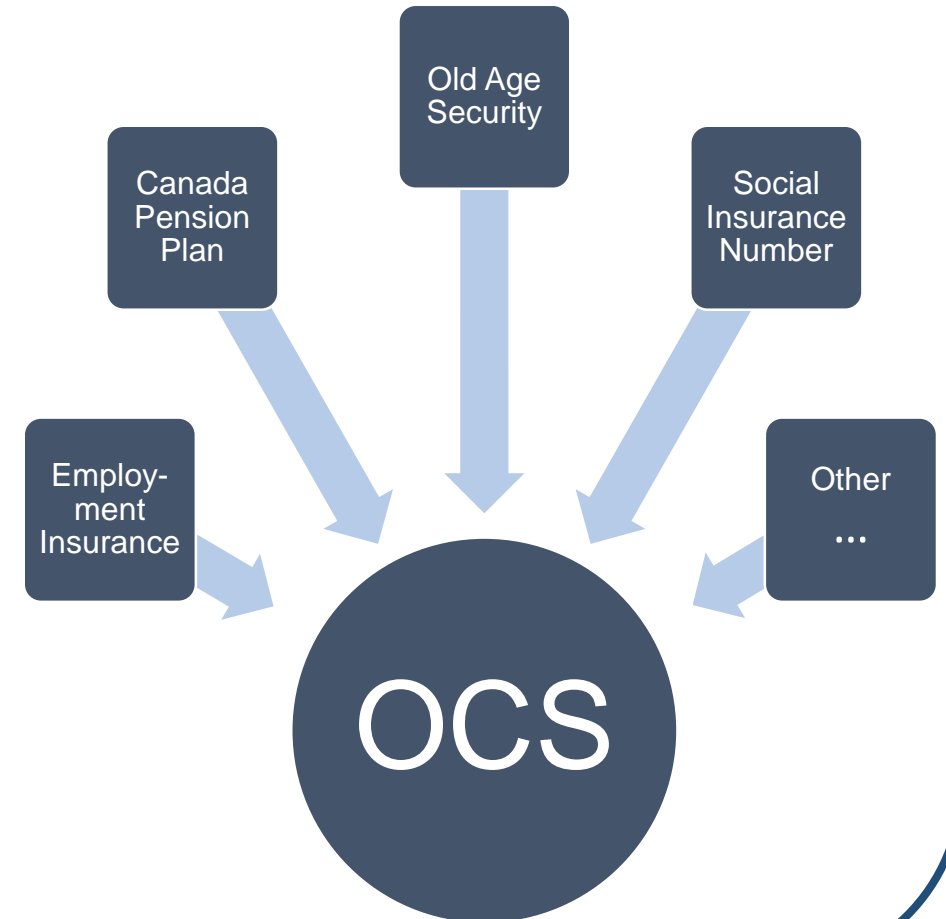 Old Age
Security
Canada
Pension
Plan
Social
Insurance
Number
Employ-
ment
Insurance
Other
...
OCS